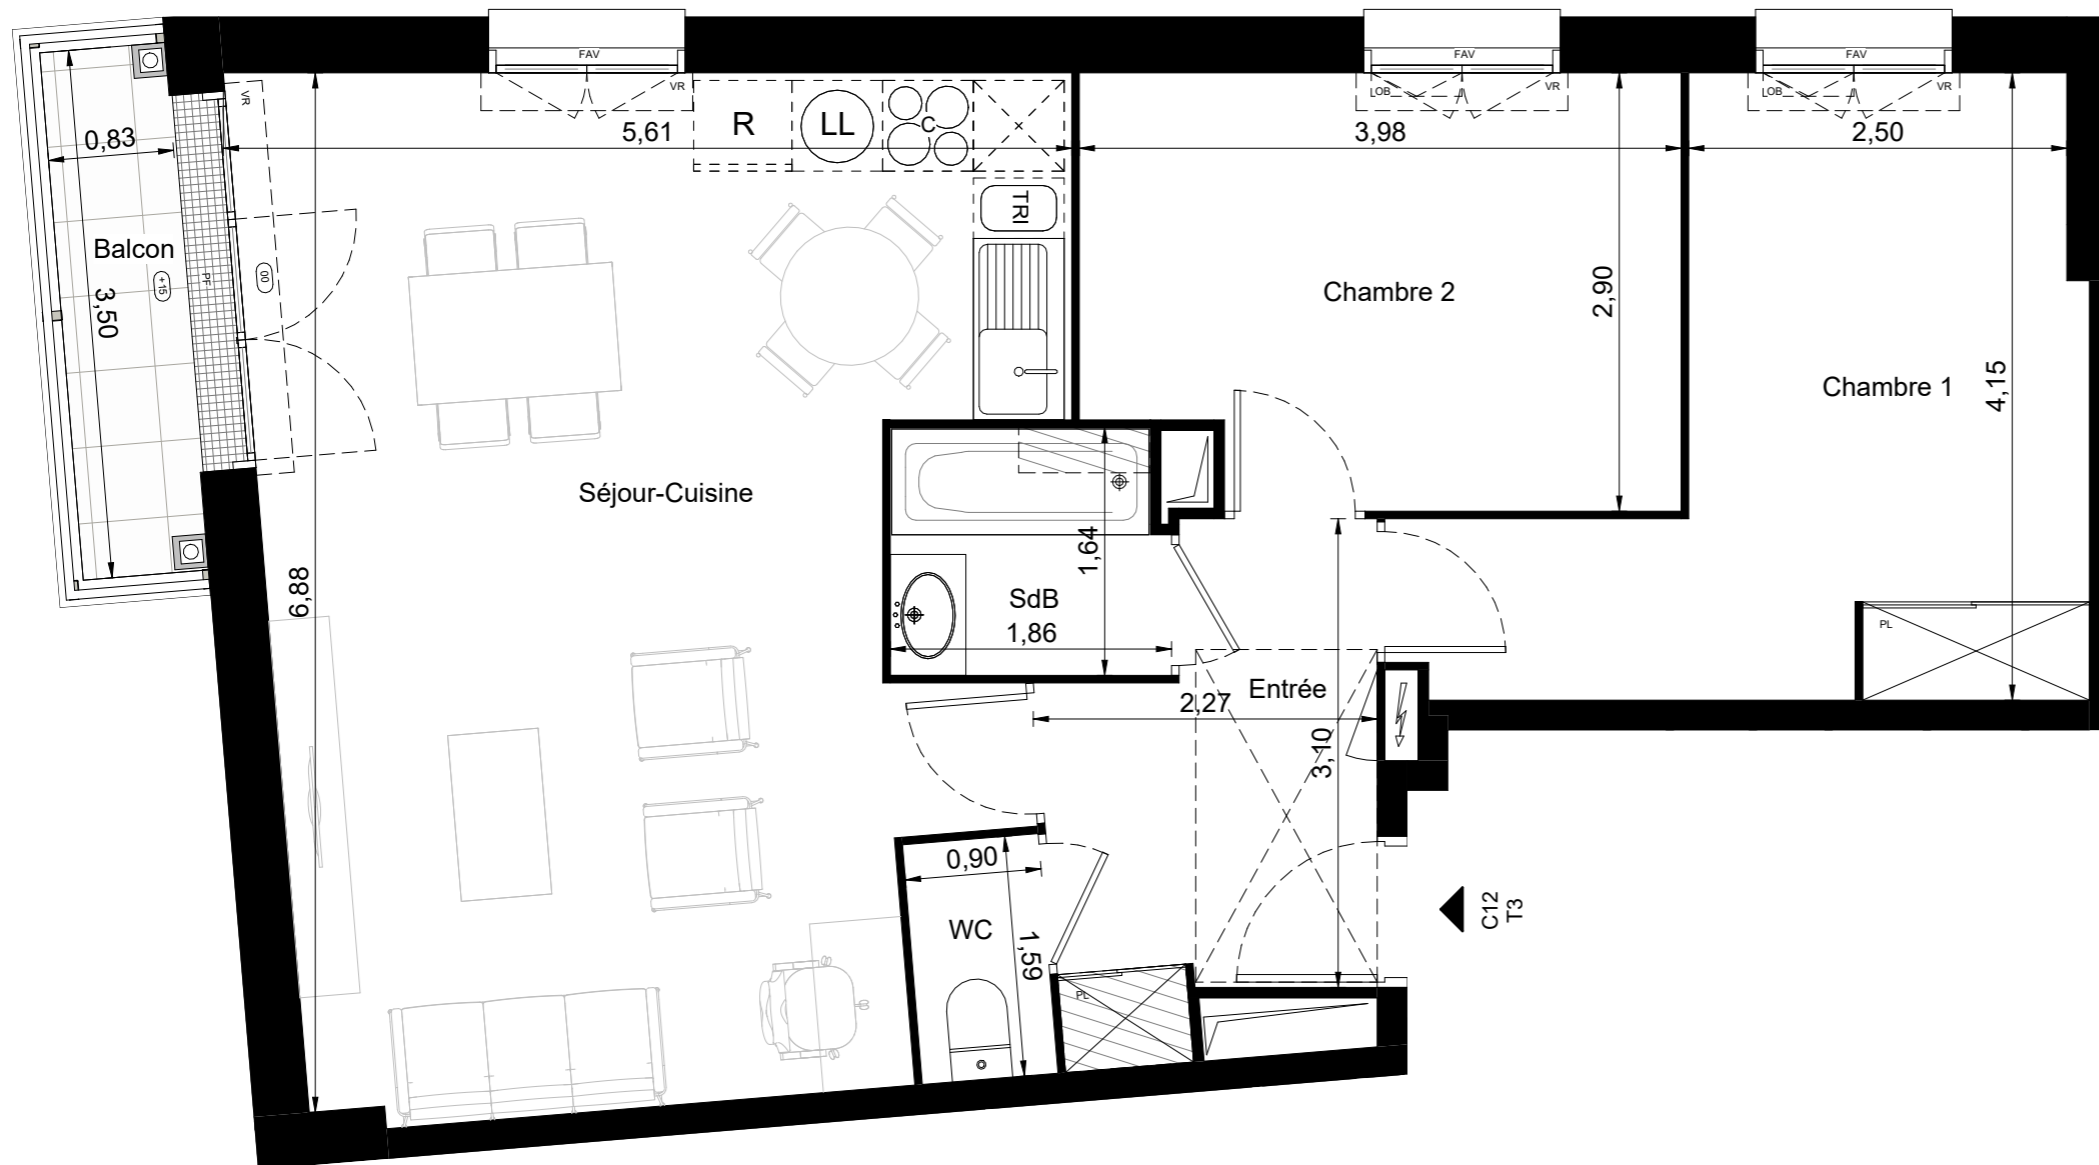 FAV
FAV
FAV
VR
VR
LOB
VR
LOB
VR
0,83
5,61
R
LL
C
3,98
2,50
TRI
Balcon
+15
PF
00
3,50
Chambre 2
2,90
Chambre 1
4,15
Séjour-Cuisine
6,88
1,64
SdB
1,86
PL
Entrée
2,27
3,10
0,90
WC
1,59
PL
C12
T3